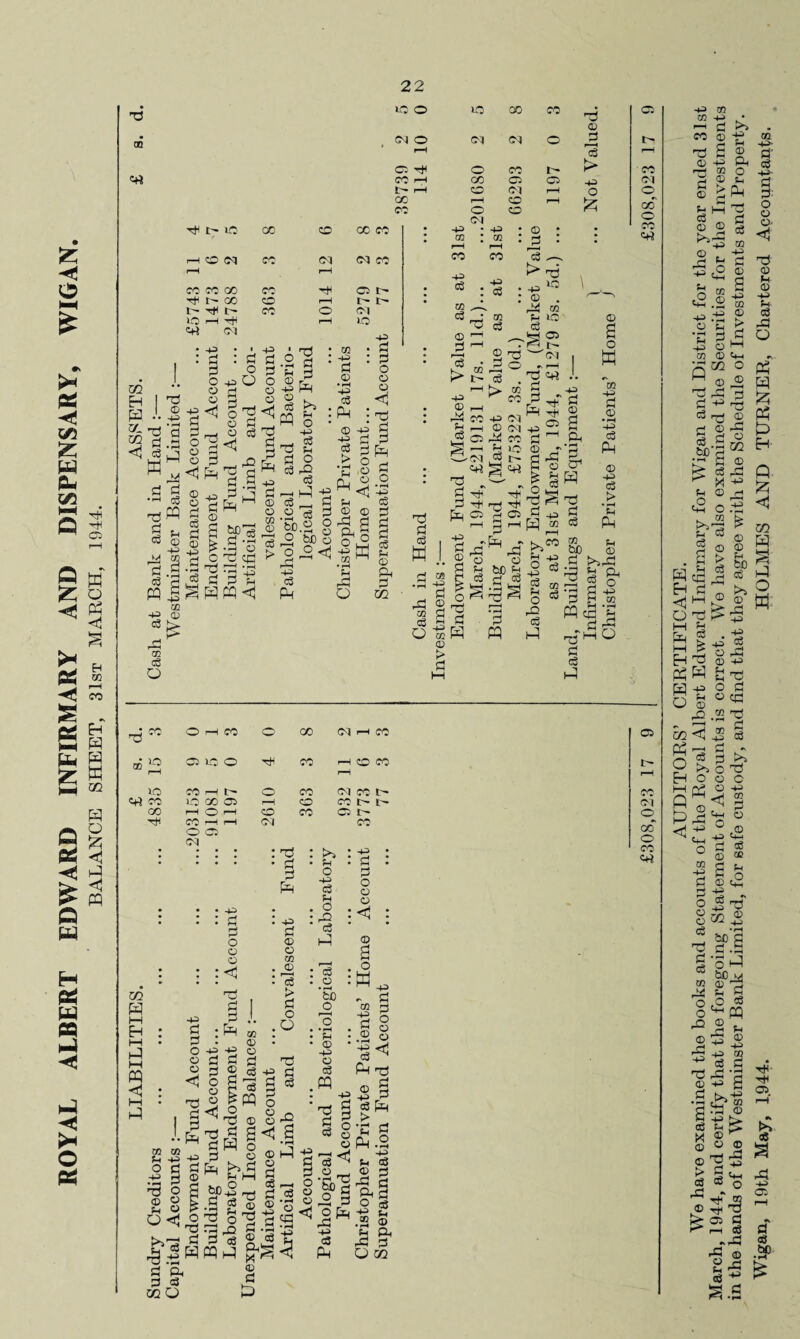 22
ROYAL ALBERT EDWARD INFIRMARY AND DISPENSARY, WIGAN.
BALANCE SHEET, 31ST MARCH, 1944.
LIABILITIES.
£ s. d.
Sundry Creditors ... 4835 15 3
Capital Accounts :—
Endowment Fund Account ... 203153 9 0
Building Fund Account... ... 91081 5 1
Laboratory Endowment Fund Account ... 1197 0 3
Unexpended Income Balances :—
Maintenance Account ... 2610 4 0
Artificial Limb and Convalescent Fund
Account ... 363 3 8
Pathological and Bacteriological Laboratory
Fund Account ... 932 11 2
Christopher Private Patients' Home Account 3773 6 1
Superannuation Fund Account ... 77 3 3
£308,023 17 9
ASSETS.
£ s. d.
Cash at Bank and in Hand :—
Westminster Bank Limited :—
Maintenance Account ... £5743 11 4
Endowment Fund Account 1473 6 7
Building Fund Account ... 24788 2 5
Artificial Limb and Con-
valescent Fund Account 363 3 8
Pathological and Bacterio-
logical Laboratory Fund
Account ... 1014 12 6
Christopher Private Patients
Home Account... ... 5279 2 8
Superannuation Fund Account 77 3 3
38739 2 5
Cash in Hand ... 114 10 0
Investments :—
Endowment Funde (Market Value as at 31st
March, 1944, £219131 17s. 11d.)... ...201680 2 5
Building Fund (Market Value as at 31st
March, 1944, £75322 3s. 0d.) ... 66293 2 8
Laboratory Endowment Fund, (Market Value
as at 31st March, 1944, £1279 5s. 5d.) ... 1197 0 3
Land, Buildings and Equipment :—
Infirmary ... }
Christopher Private Patients' Home } ... Not Valued.
£308,023 17 9
AUDITORS' CERTIFICATE.
We have examined the books and accounts of the Royal Albert Edward Infirmary for Wigan and District for the year ended 31st
March, 1944, and certify that the foregoing Statement of Accounts is correct. We have also examined the Securities for the Investments
in the hands of the Westminster Bank Limited, for safe custody, and find that they agree with the Schedule of Investments and Property.
HOLMES AND TURNER, Chartered Accountants.
Wigan, 19th May, 1944.